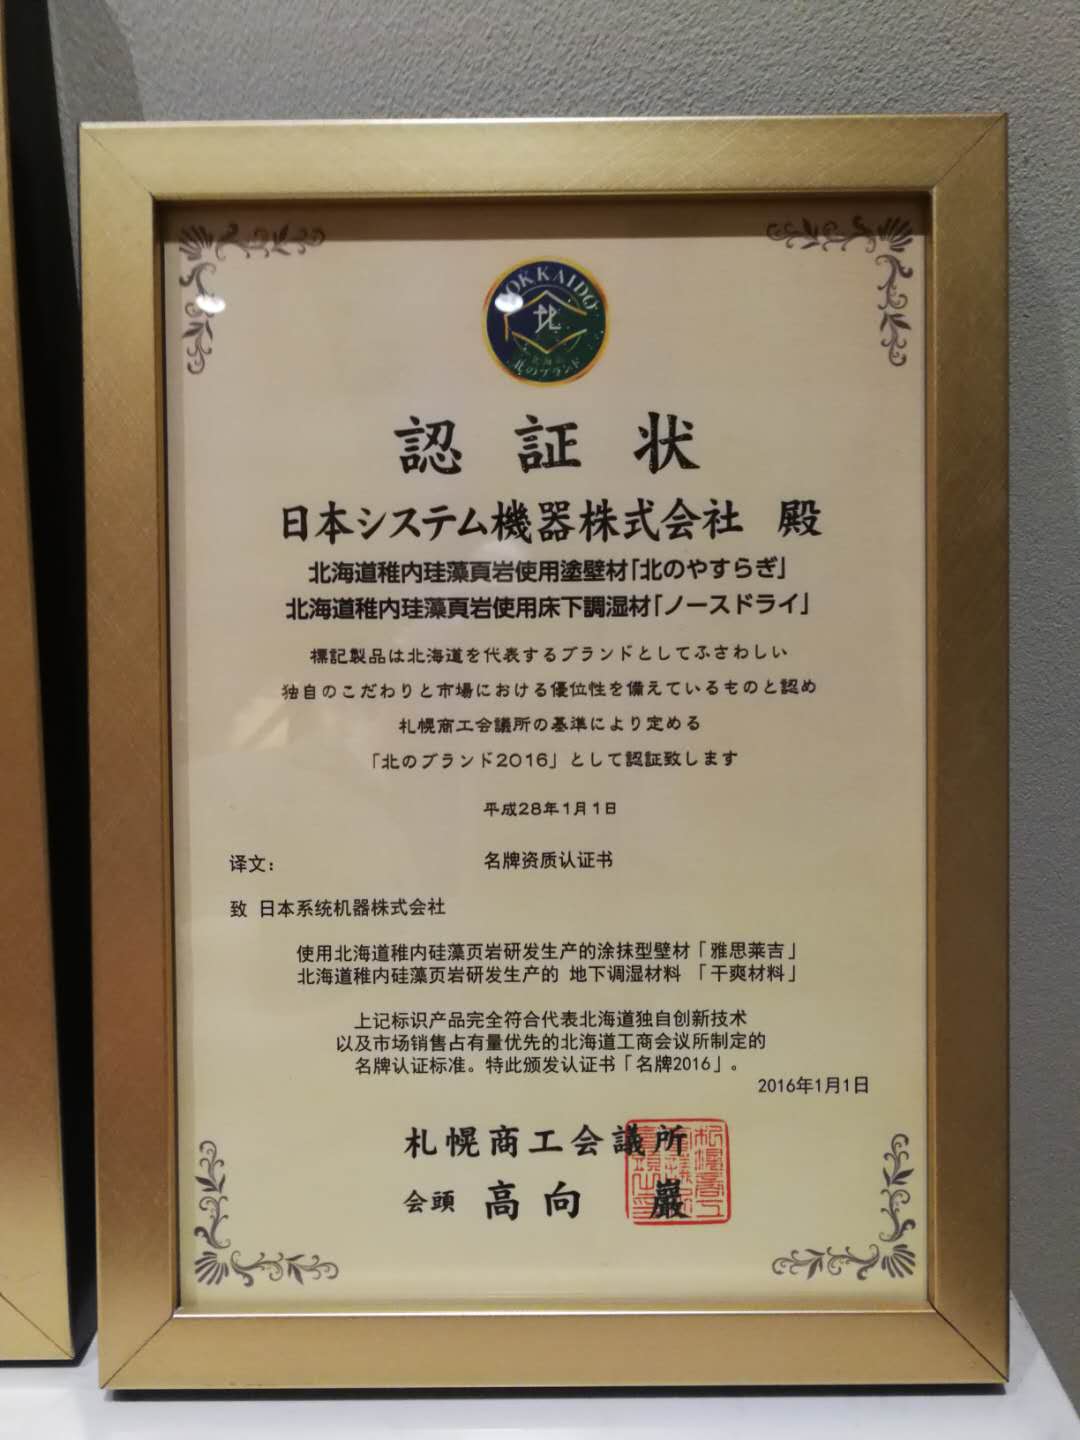 HOKKAIDO
北
北海道
北のブランド
認証状
日本システム機器株式会社 殿
北海道稚内珪藻頁岩使用塗壁材「北のやすらぎ」
北海道稚内珪藻頁岩使用床下調湿材「ノースドライ」
標記製品は北海道を代表するブランドとしてふさわしい
独自のこだわりと市場における優位性を備えているものと認め
札幌商工会議所の基準により定める
「北のブランド2016」として認証致します
平成28年1月1日
译文: 名牌资质认证书
致 日本系统机器株式会社
使用北海道稚内硅藻页岩研发生产的涂抹型壁材「雅思莱吉」
北海道稚内硅藻页岩研发生产的 地下调湿材料 「干爽材料」
上记标识产品完全符合代表北海道独自创新技术
以及市场销售占有量优先的北海道工商会议所制定的
名牌认证标准。特此颁发认证书「名牌2016」。
2016年1月1日
札幌商工会議所
会頭 高向 巖